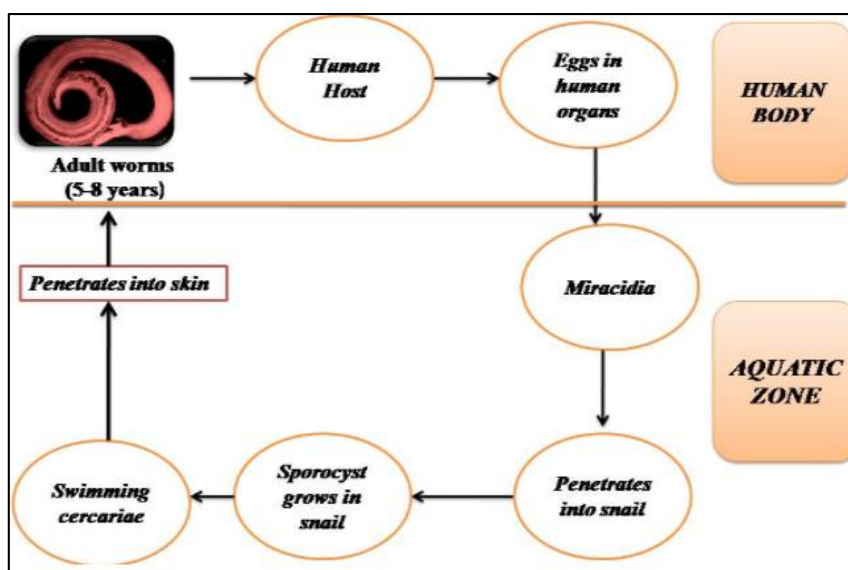 Human
Host
Eggs in
human
organs
HUMAN
BODY
Adult worms
(5-8 years)
Penetrates into skin
Miracidia
AQUATIC
ZONE
Swimming
cercariae
Sporocyst
grows in
snail
Penetrates
into snail